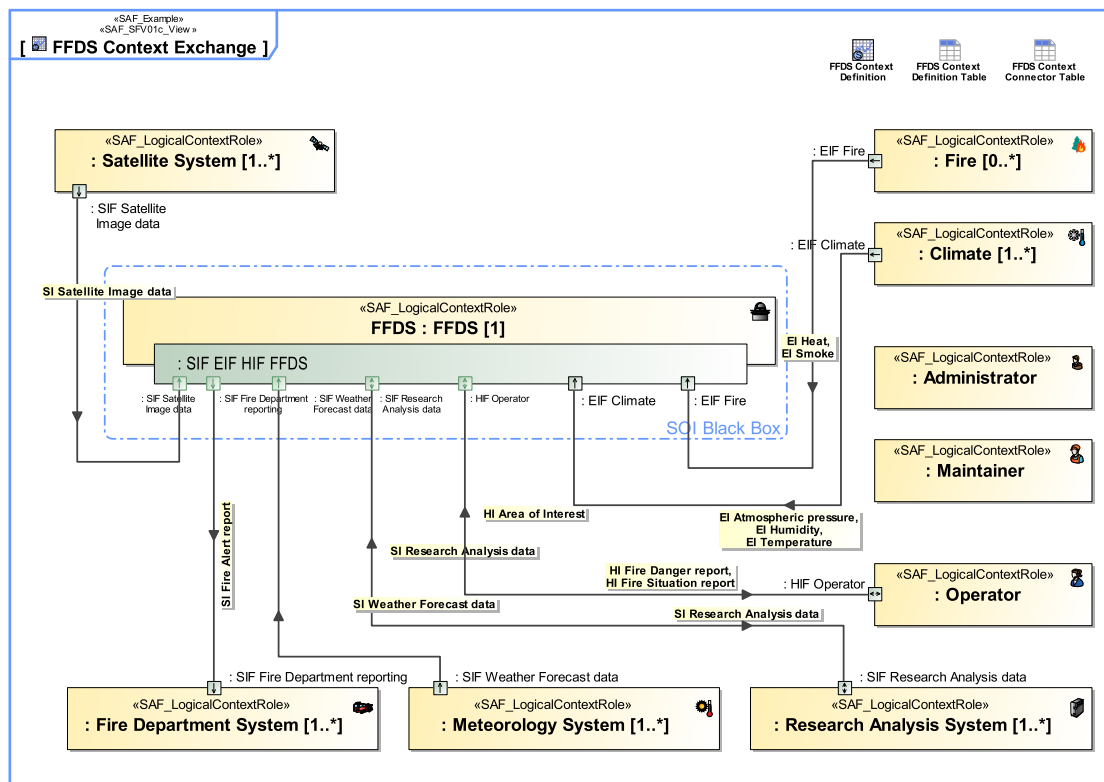 «SAF_Example»
«SAF_SFV01c_View »
[ FFDS Context Exchange ]
FFDS Context
Definition
FFDS Context
Definition Table
FFDS Context
Connector Table
«SAF_LogicalContextRole»
: Satellite System [1..*]
: SIF Satellite
Image data
«SAF_LogicalContextRole»
: Fire [0..*]
: EIF Fire
«SAF_LogicalContextRole»
: Climate [1..*]
: EIF Climate
SI Satellite Image data
«SAF_LogicalContextRole»
FFDS : FFDS [1]
: SIF EIF HIF FFDS
: SIF Satellite
Image data
: SIF Fire Department
reporting
: SIF Weather
Forecast data
: SIF Research
Analysis data
: HIF Operator
: EIF Climate
: EIF Fire
SOI Black Box
EI Heat,
EI Smoke
«SAF_LogicalContextRole»
: Administrator
«SAF_LogicalContextRole»
: Maintainer
HI Area of Interest
EI Atmospheric pressure,
EI Humidity,
EI Temperature
SI Fire Alert report
SI Research Analysis data
HI Fire Danger report,
HI Fire Situation report
: HIF Operator
«SAF_LogicalContextRole»
: Operator
SI Weather Forecast data
SI Research Analysis data
: SIF Fire Department reporting
: SIF Weather Forecast data
: SIF Research Analysis data
«SAF_LogicalContextRole»
: Fire Department System [1..*]
«SAF_LogicalContextRole»
: Meteorology System [1..*]
«SAF_LogicalContextRole»
: Research Analysis System [1..*]